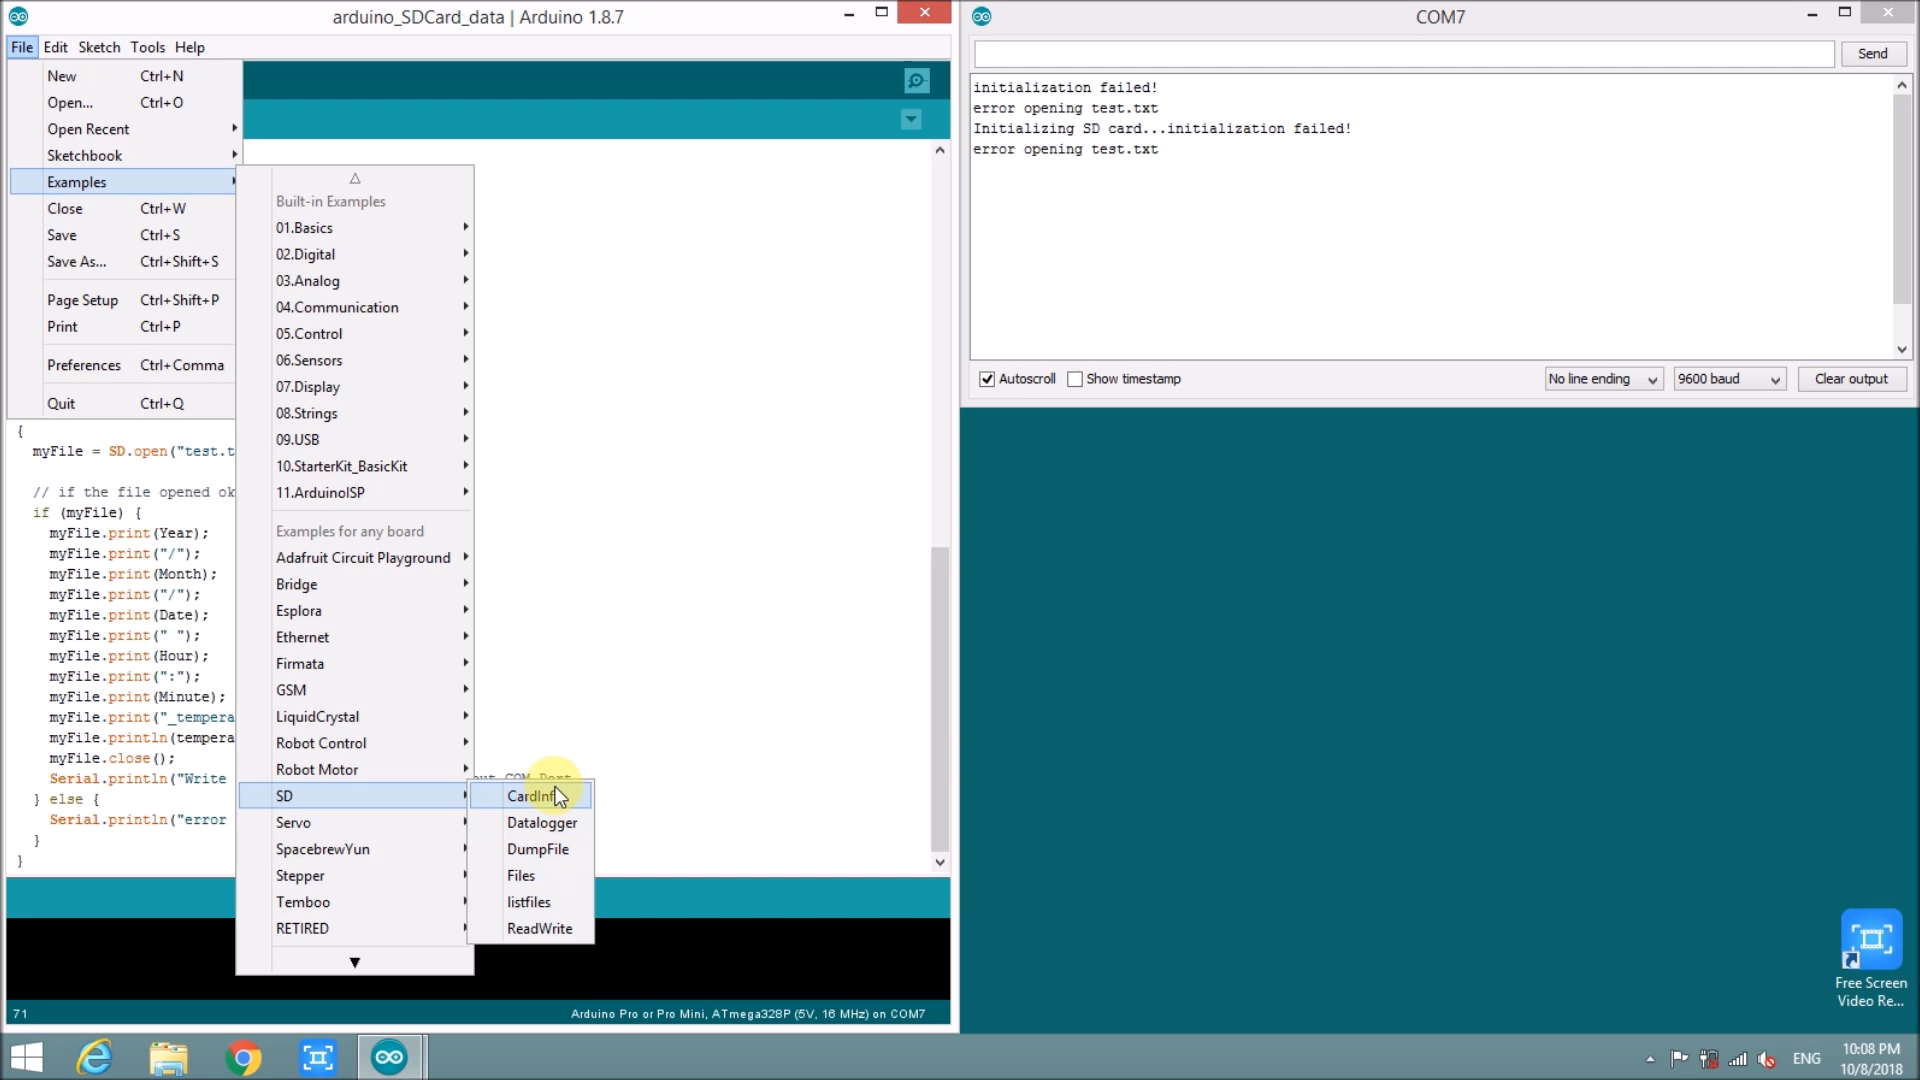 arduino_SDCard_data | Arduino 1.8.7
File Edit Sketch Tools Help
New Ctrl+N
Open... Ctrl+O
Open Recent
Sketchbook
Examples
Close Ctrl+W
Save Ctrl+S
Save As... Ctrl+Shift+S
Page Setup Ctrl+Shift+P
Print Ctrl+P
Preferences Ctrl+Comma
Quit Ctrl+Q
Built-in Examples
01.Basics
02.Digital
03.Analog
04.Communication
05.Control
06.Sensors
07.Display
08.Strings
09.USB
10.StarterKit_BasicKit
11.ArduinoISP
Examples for any board
Adafruit Circuit Playground
Bridge
Esplora
Ethernet
Firmata
GSM
LiquidCrystal
Robot Control
Robot Motor
SD
Servo
SpacebrewYun
Stepper
Temboo
RETIRED
CardInf
Datalogger
DumpFile
Files
listfiles
ReadWrite
{
myFile = SD.open("test.t
// if the file opened ok
if (myFile) {
myFile.print(Year);
myFile.print("/");
myFile.print(Month);
myFile.print("/");
myFile.print(Date);
myFile.print(" ");
myFile.print(Hour);
myFile.print(":");
myFile.print(Minute);
myFile.print("_tempera
myFile.println(tempera
myFile.close();
Serial.println("Write
} else {
Serial.println("error
}
}
71
Arduino Pro or Pro Mini, ATmega328P (5V, 16 MHz) on COM7
COM7
Send
initialization failed!
error opening test.txt
Initializing SD card...initialization failed!
error opening test.txt
Autoscroll Show timestamp No line ending 9600 baud Clear output
Free Screen
Video Re...
ENG
10:08 PM
10/8/2018